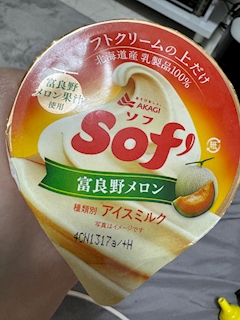 ソフトクリームの上だけ
北海道産 乳製品100%
富良野
メロン果汁
使用
AKAGI
ソフ
Sof'
富良野メロン
種類別 アイスミルク
写真はイメージです
4CN1317a/+H